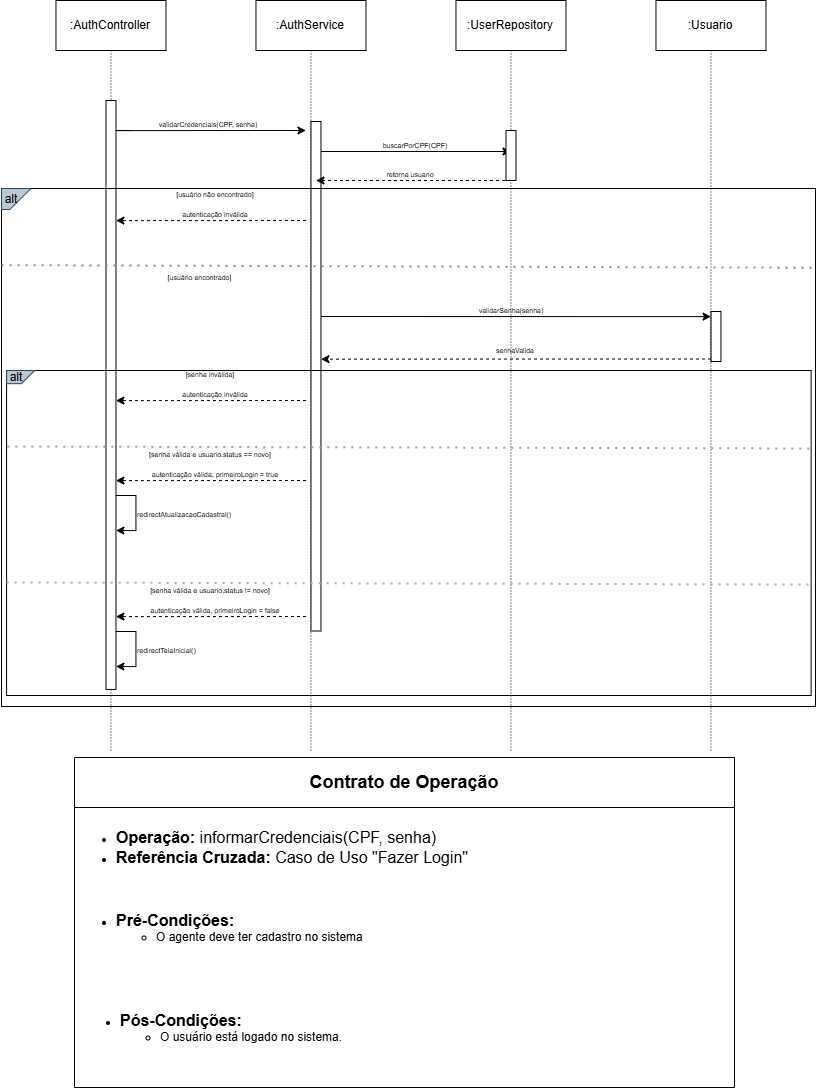 :AuthController
:AuthService
:UserRepository
:Usuario
validarCredenciais(CPF, senha)
buscarPorCPF(CPF)
retorna usuario
alt
[usuário não encontrado]
autenticação inválida
[usuário encontrado]
validarSenha(senha)
senhaValida
alt
[senha inválida]
autenticação inválida
[senha válida e usuario.status == novo]
autenticação válida, primeiroLogin = true
redirectAtualizacaoCadastral()
[senha válida e usuario.status != novo]
autenticação válida, primeiroLogin = false
redirectTelaInicial()
Contrato de Operação
• Operação: informarCredenciais(CPF, senha)
• Referência Cruzada: Caso de Uso "Fazer Login"
• Pré-Condições:
○ O agente deve ter cadastro no sistema
• Pós-Condições:
○ O usuário está logado no sistema.